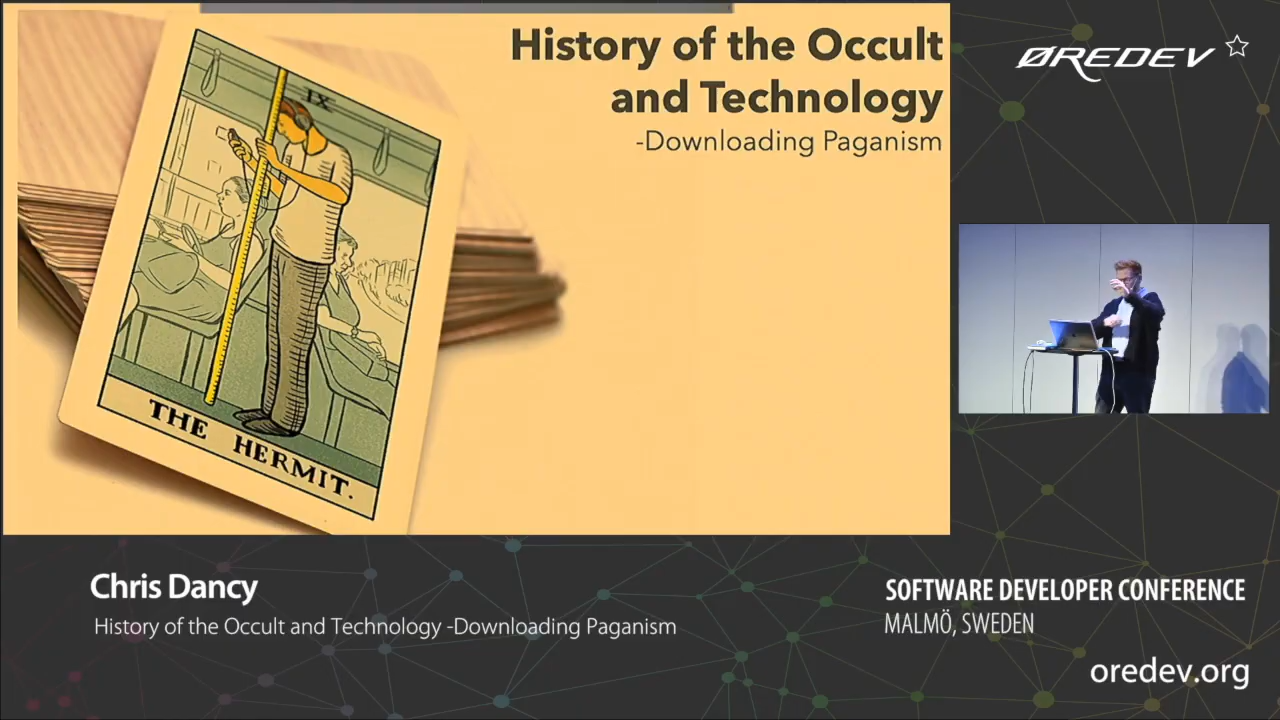 History of the Occult
and Technology
-Downloading Paganism
IX
THE HERMIT.
ØREDEV
Chris Dancy
History of the Occult and Technology -Downloading Paganism
SOFTWARE DEVELOPER CONFERENCE
MALMÖ, SWEDEN
oredev.org